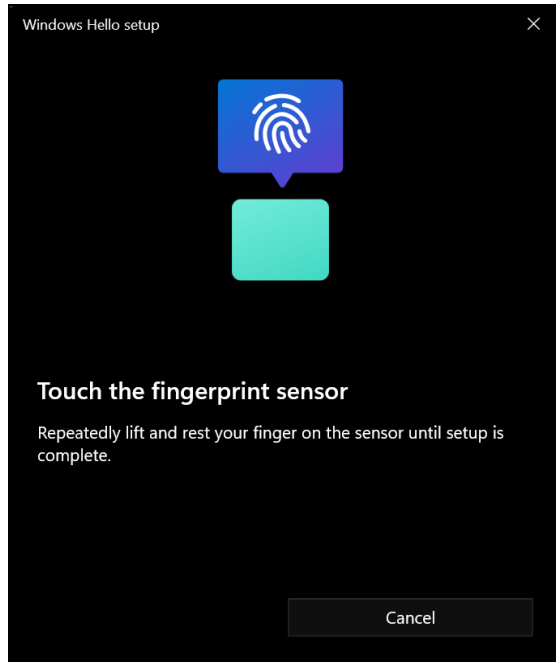 Windows Hello setup
Touch the fingerprint sensor
Repeatedly lift and rest your finger on the sensor until setup is
complete.
Cancel